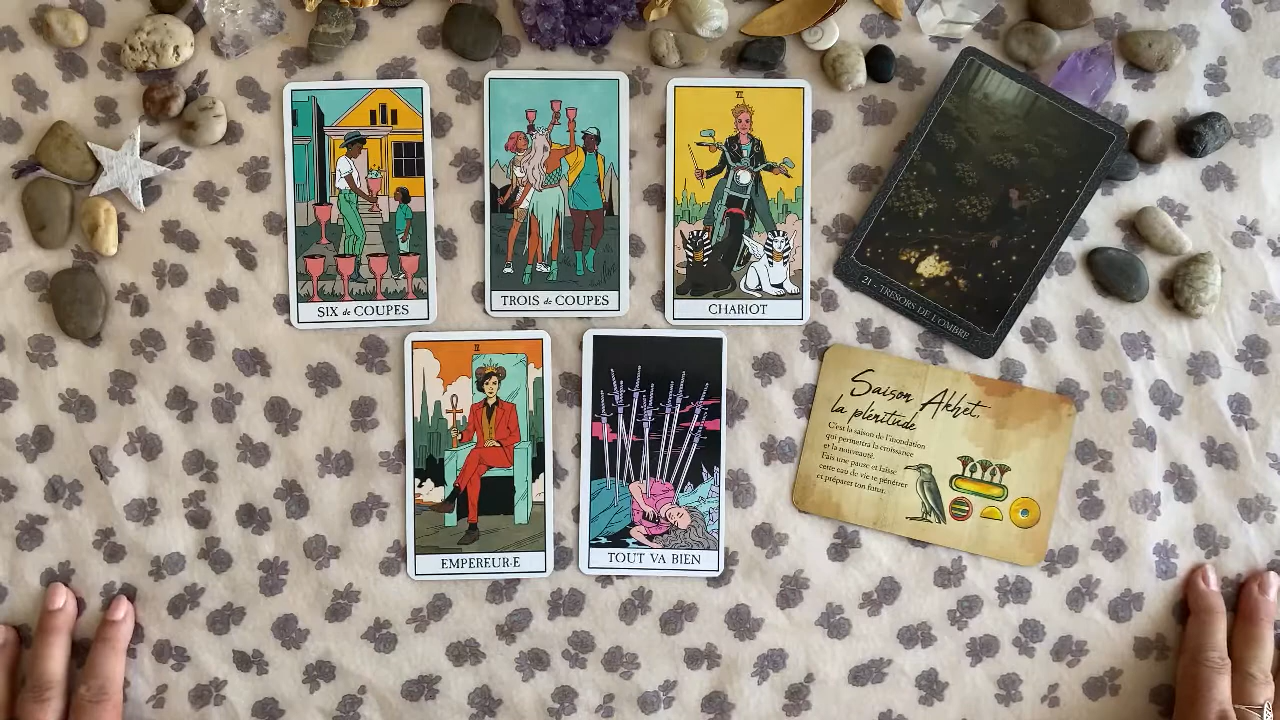 SIX de COUPES
TROIS de COUPES
VII
CHARIOT
21 - TRÉSORS DE L'OMBRE
EMPEREUR·E
TOUT VA BIEN
Saison Akhet,
la plénitude
C'est la saison de l'inondation
qui permettra la croissance
et la nouveauté.
Fais une pause et laisse
cette eau de vie te pénétrer
et préparer ton futur.